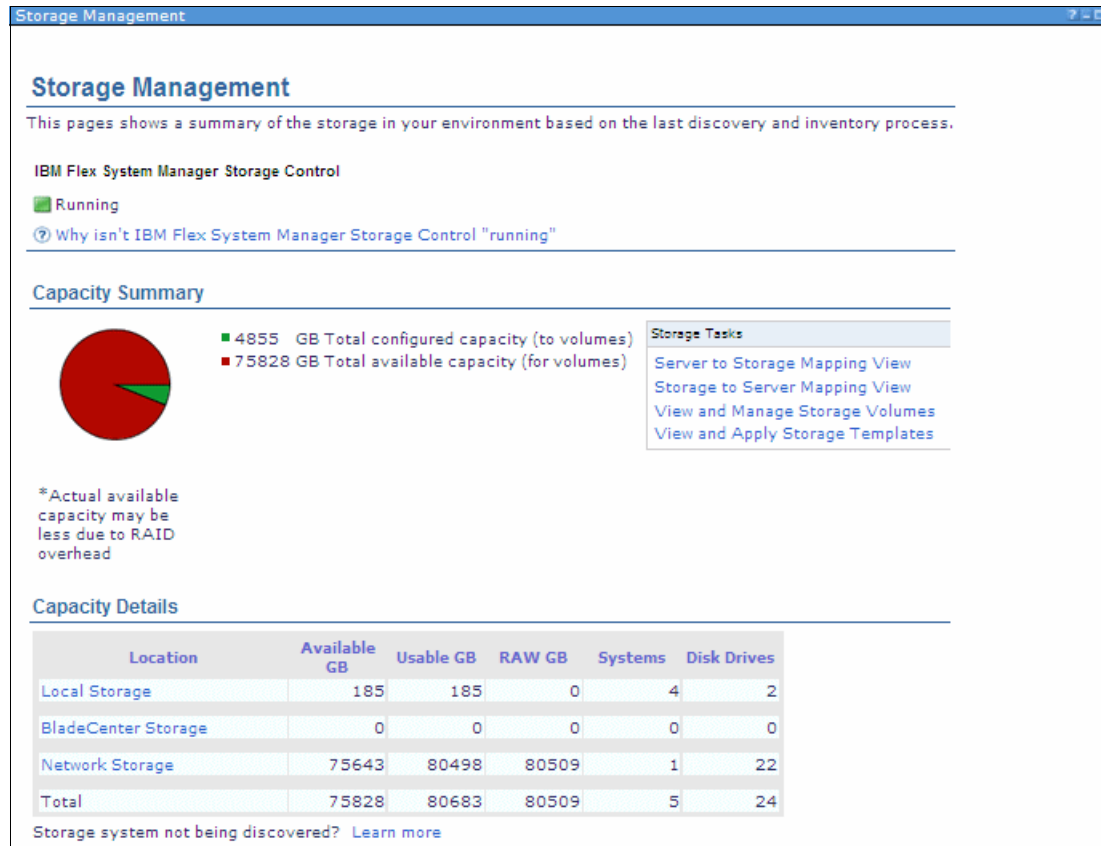 Storage Management
Storage Management
This pages shows a summary of the storage in your environment based on the last discovery and inventory process.
IBM Flex System Manager Storage Control
Running
Why isn't IBM Flex System Manager Storage Control "running"
Capacity Summary
4855 GB Total configured capacity (to volumes)
75828 GB Total available capacity (for volumes)
Storage Tasks
Server to Storage Mapping View
Storage to Server Mapping View
View and Manage Storage Volumes
View and Apply Storage Templates
*Actual available
capacity may be
less due to RAID
overhead
Capacity Details
Location Available GB Usable GB RAW GB Systems Disk Drives
Local Storage 185 185 0 4 2
BladeCenter Storage 0 0 0 0 0
Network Storage 75643 80498 80509 1 22
Total 75828 80683 80509 5 24
Storage system not being discovered? Learn more